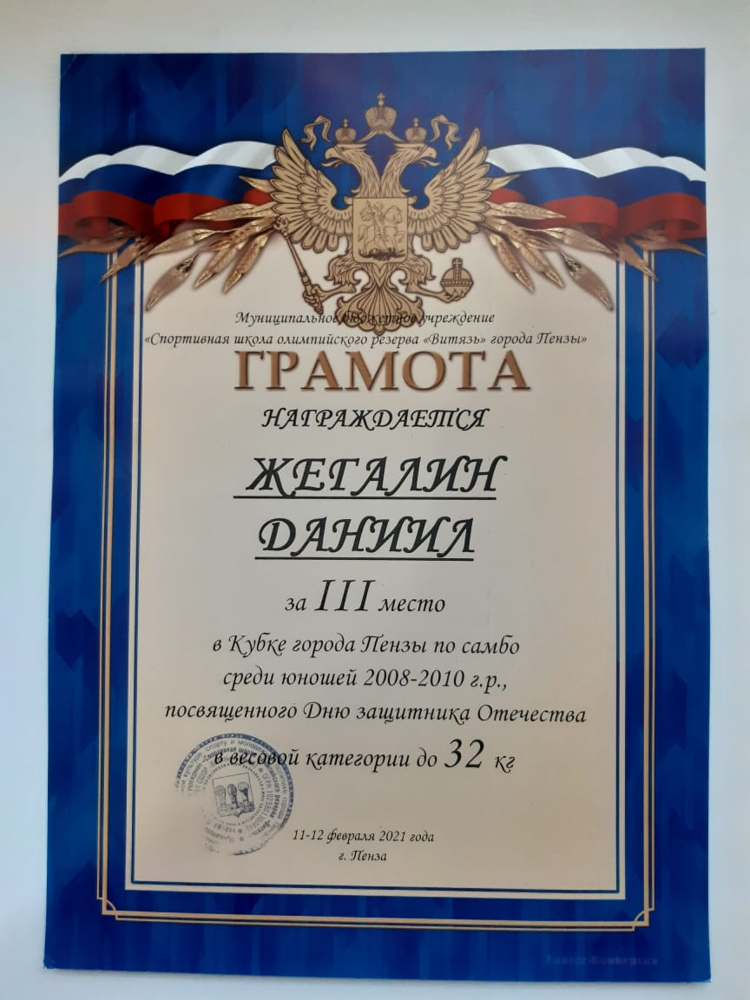 Муниципальное бюджетное учреждение
«Спортивная школа олимпийского резерва «Витязь» города Пензы»
ГРАМОТА
НАГРАЖДАЕТСЯ
ЖЕГАЛИН
ДАНИИЛ
за III место
в Кубке города Пензы по самбо
среди юношей 2008-2010 г.р.,
посвященного Дню защитника Отечества
в весовой категории до 32 кг
11-12 февраля 2021 года
г. Пенза